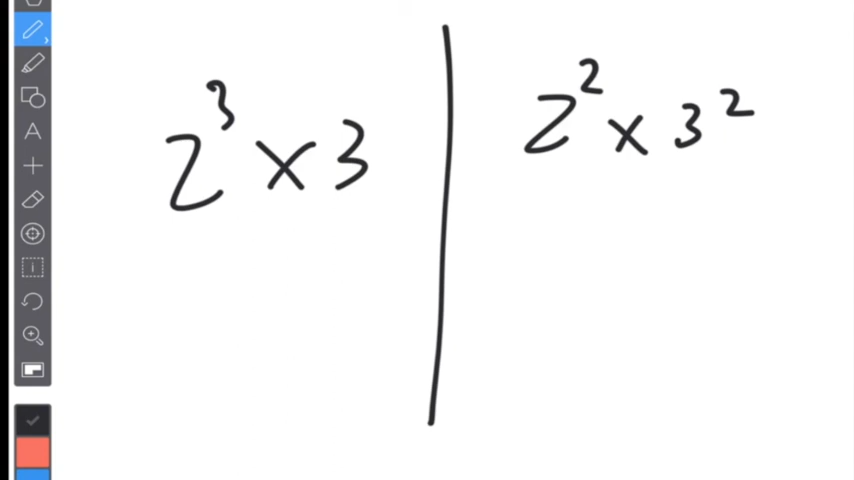 2³ × 3
2² × 3²